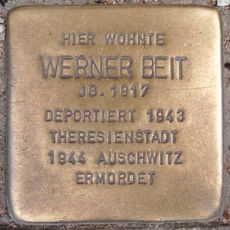 HIER WOHNTE
WERNER BEIT
JG. 1917
DEPORTIERT 1943
THERESIENSTADT
1944 AUSCHWITZ
ERMORDET